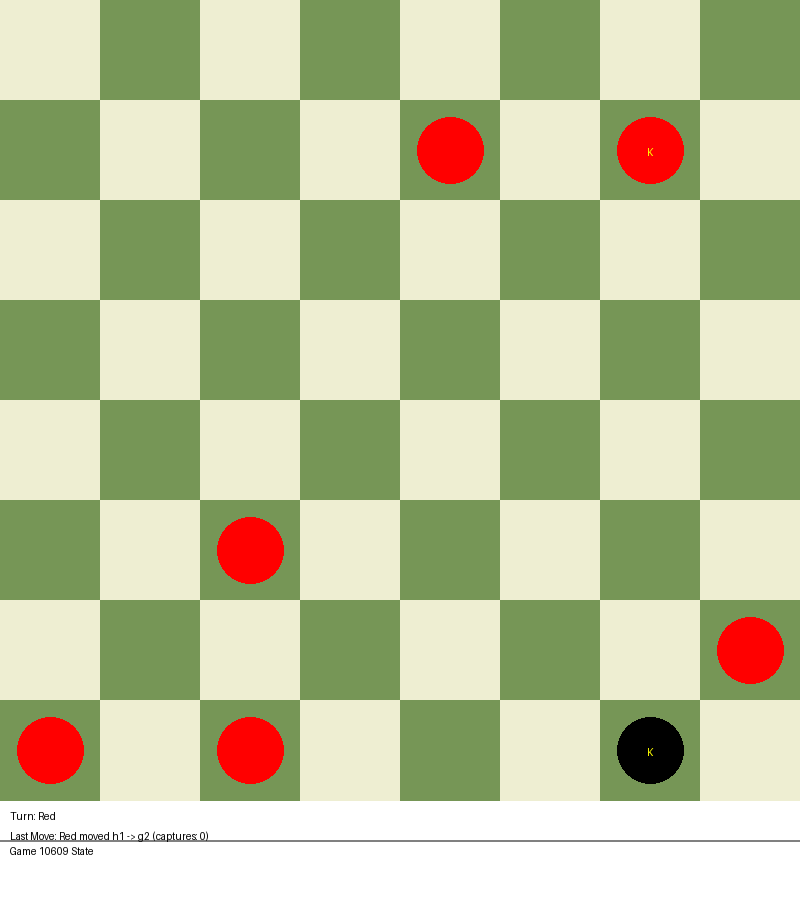 K
K
Turn: Red
Last Move: Red moved h1 -> g2 (captures: 0)
Game 10609 State